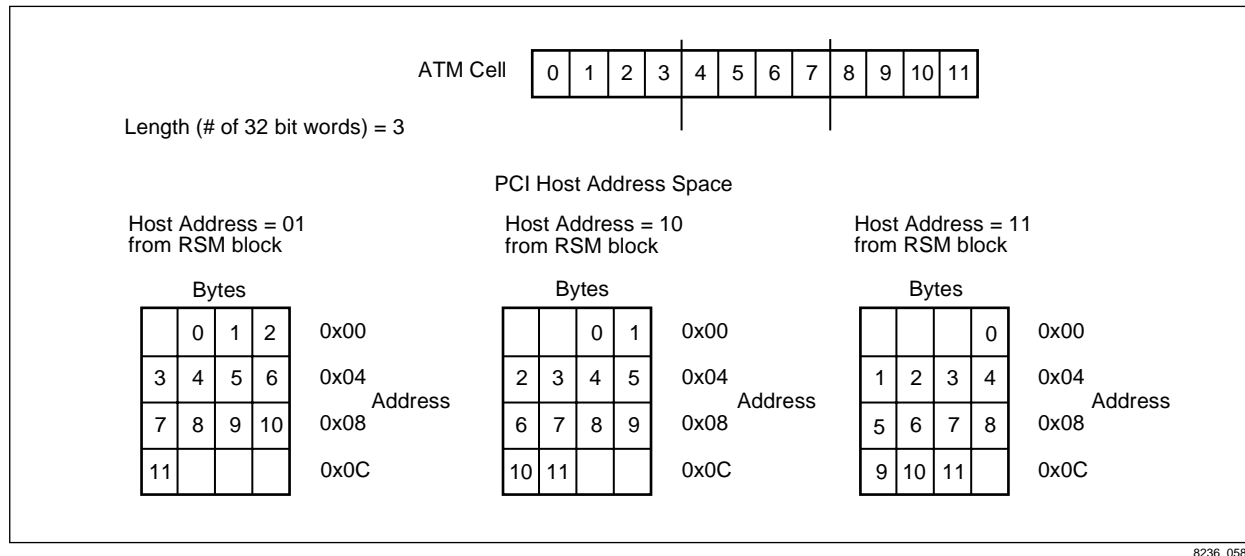 ATM Cell 0 1 2 3 4 5 6 7 8 9 10 11
Length (# of 32 bit words) = 3
PCI Host Address Space
Host Address = 01
from RSM block
Bytes
0 1 2 0x00
3 4 5 6 0x04
Address
7 8 9 10 0x08
11 0x0C
Host Address = 10
from RSM block
Bytes
0 1 0x00
2 3 4 5 0x04
Address
6 7 8 9 0x08
10 11 0x0C
Host Address = 11
from RSM block
Bytes
0 0x00
1 2 3 4 0x04
Address
5 6 7 8 0x08
9 10 11 0x0C
8236_058